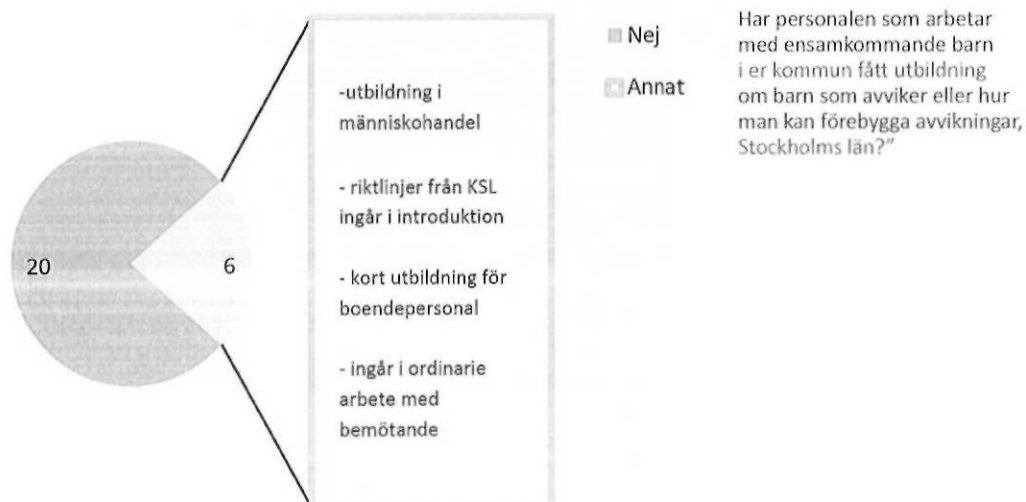 20
6
-utbildning i
människohandel
- riktlinjer från KSL
ingår i introduktion
- kort utbildning för
boendepersonal
- ingår i ordinarie
arbete med
bemötande
Nej
Annat
Har personalen som arbetar
med ensamkommande barn
i er kommun fått utbildning
om barn som avviker eller hur
man kan förebygga avvikningar,
Stockholms län?”